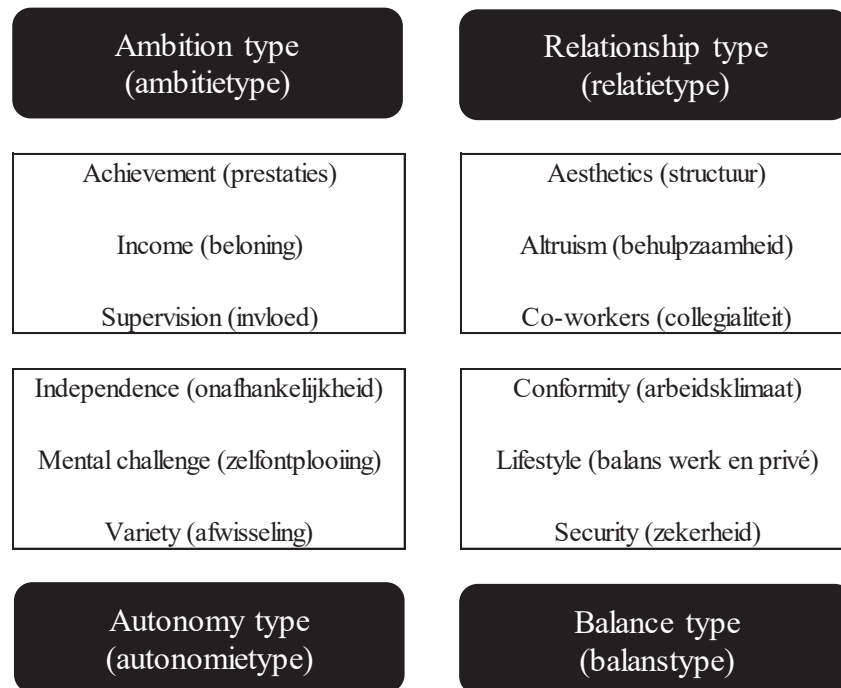 Ambition type
(ambitietype)
Relationship type
(relatietype)
Achievement (prestaties)
Income (beloning)
Supervision (invloed)
Aesthetics (structuur)
Altruism (behulpzaamheid)
Co-workers (collegialiteit)
Independence (onafhankelijkheid)
Mental challenge (zelfontplooiing)
Variety (afwisseling)
Conformity (arbeidsklimaat)
Lifestyle (balans werk en privé)
Security (zekerheid)
Autonomy type
(autonomietype)
Balance type
(balanstype)